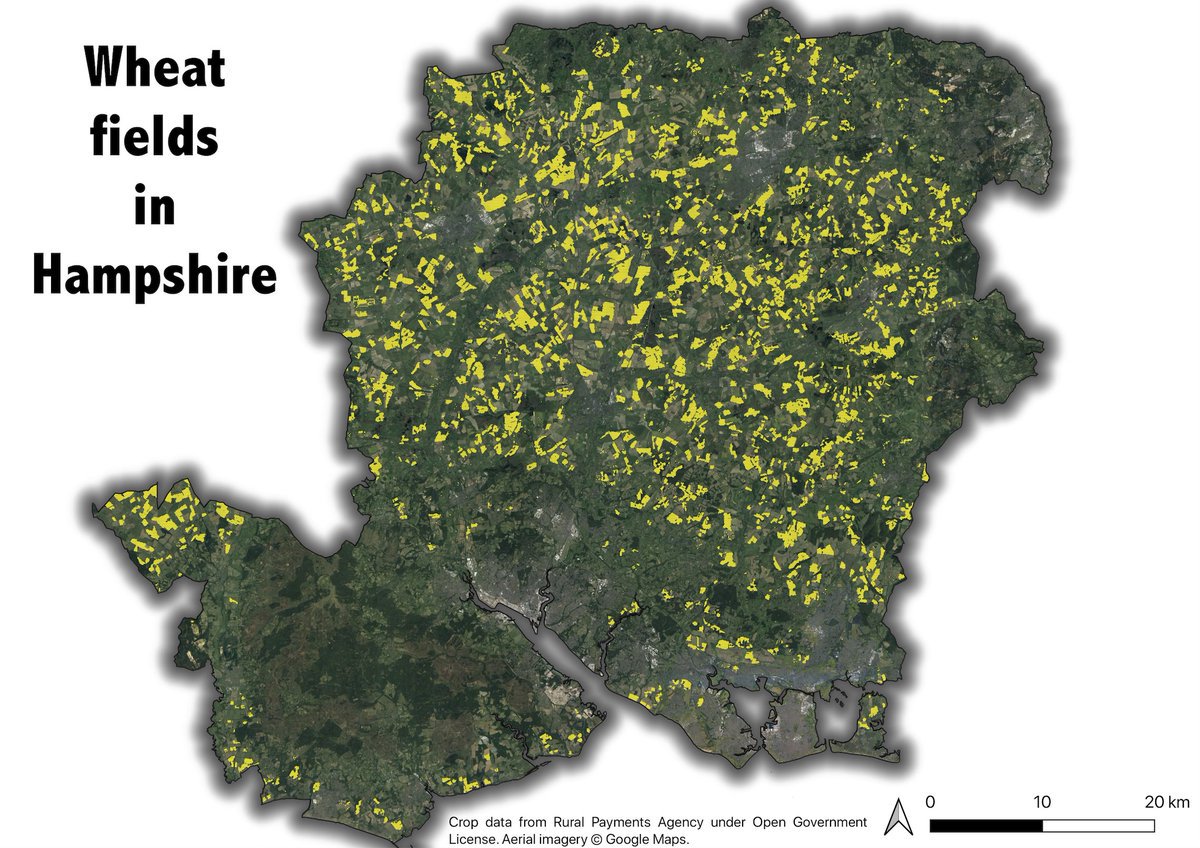 Wheat
fields
in
Hampshire
0 10 20 km
Crop data from Rural Payments Agency under Open Government
License. Aerial imagery © Google Maps.